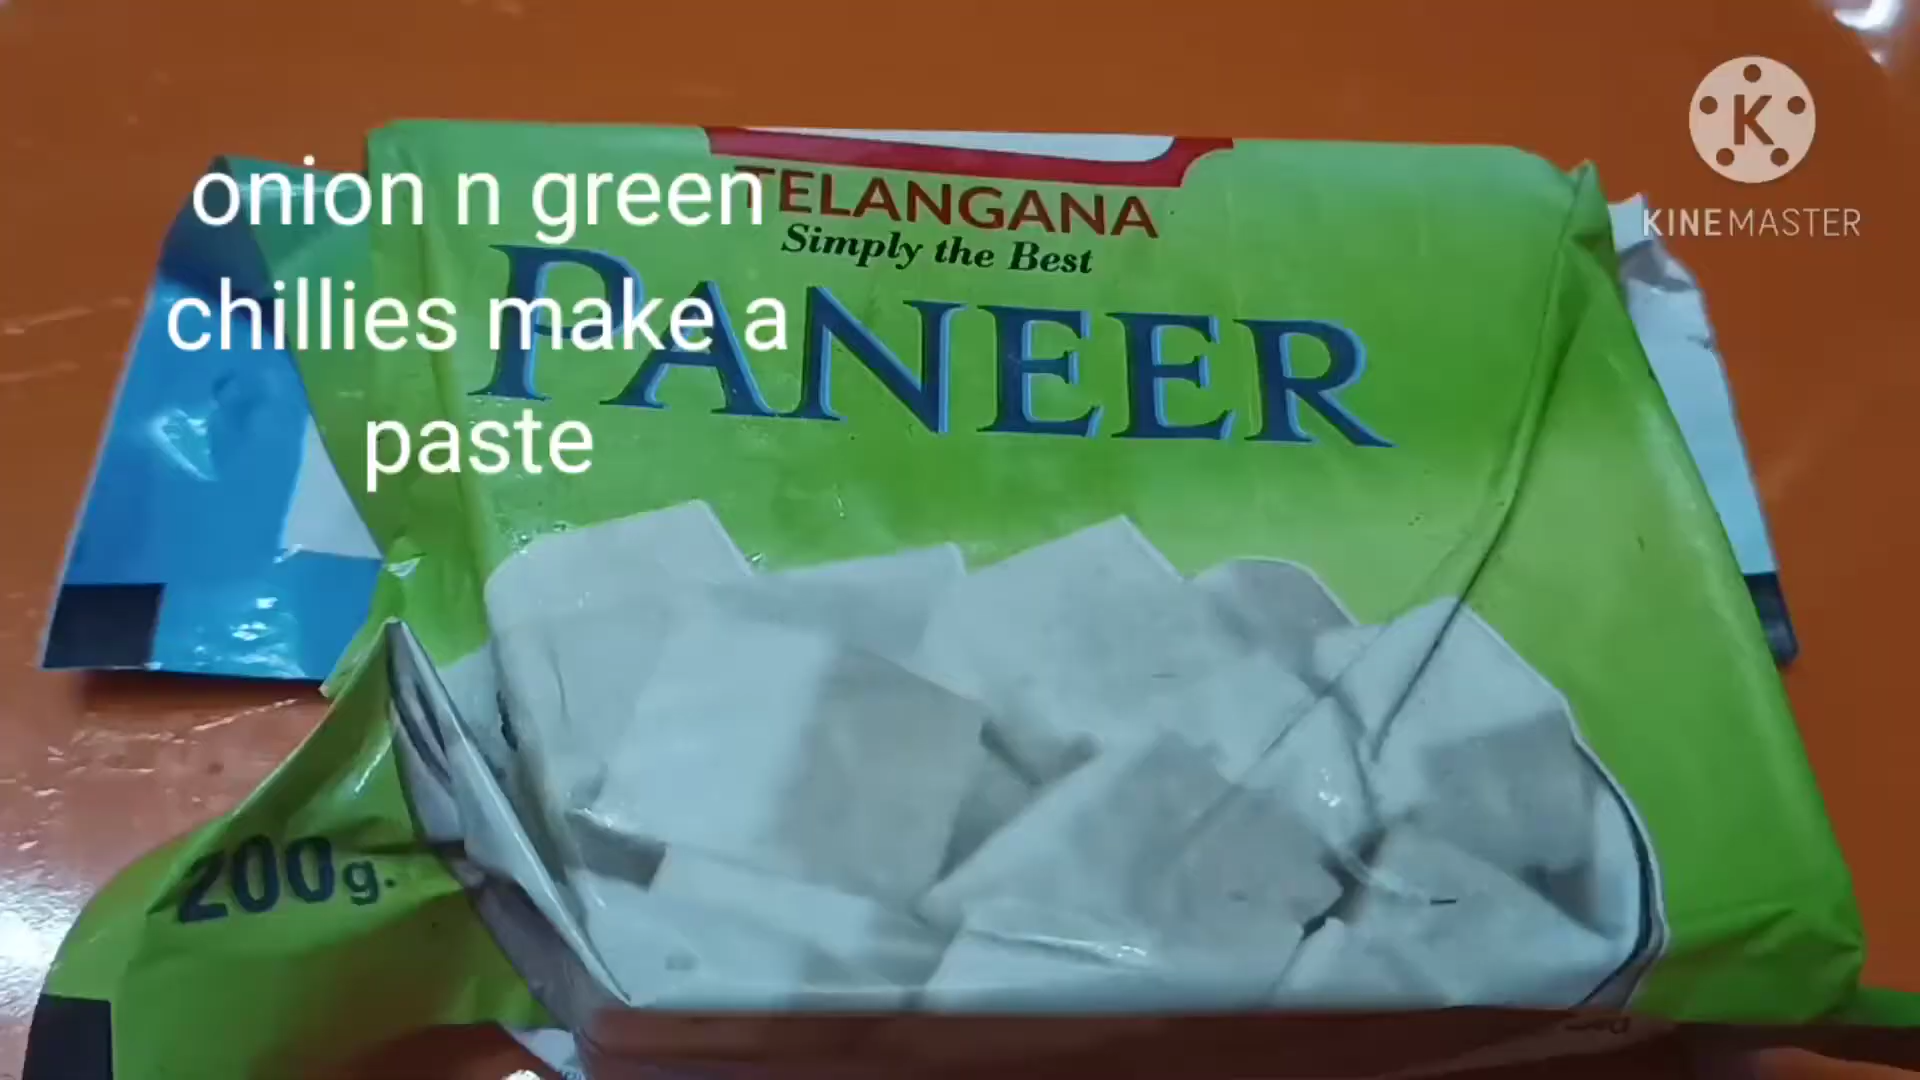 onion n green
chillies make a
paste
TELANGANA
Simply the Best
PANEER
200g.
K
KINEMASTER